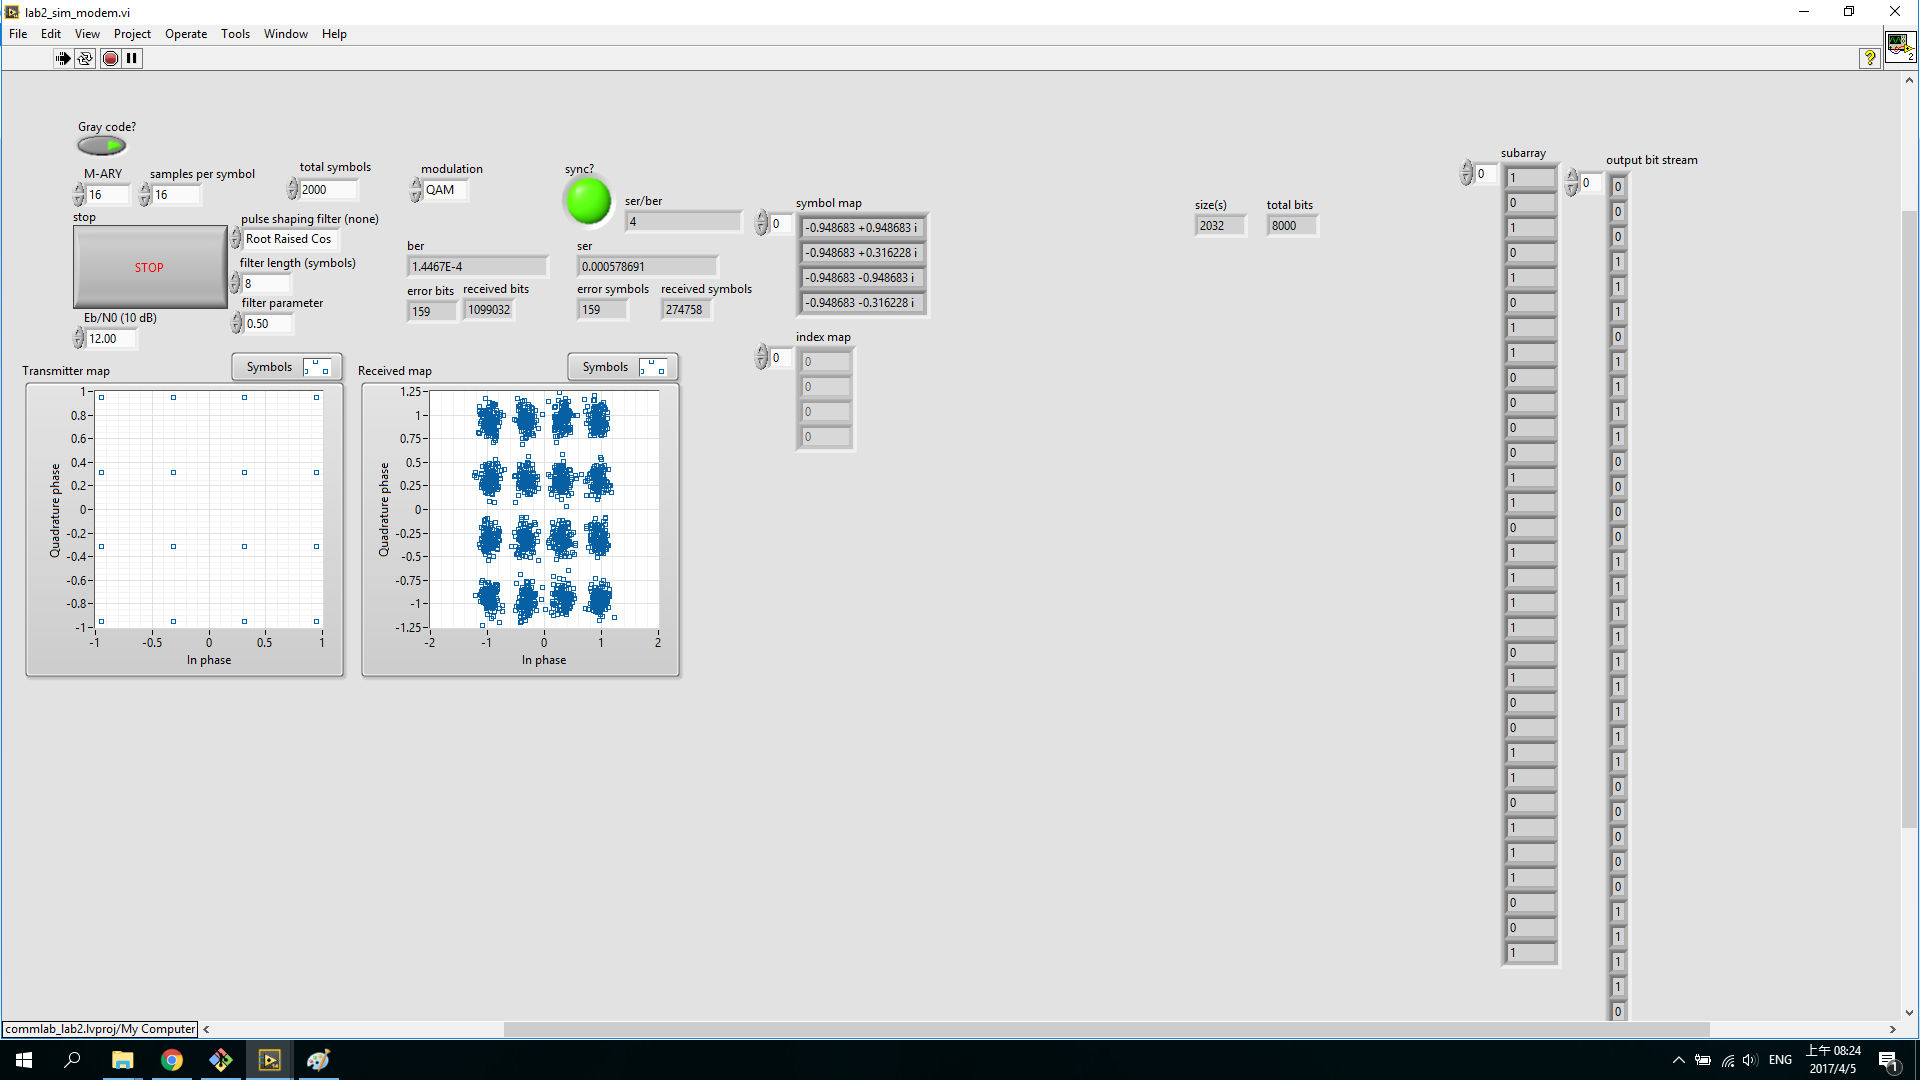 lab2_sim_modem.vi
File Edit View Project Operate Tools Window Help
2
Gray code?
M-ARY
16
samples per symbol
16
total symbols
2000
modulation
QAM
sync?
ser/ber
4
stop
STOP
pulse shaping filter (none)
Root Raised Cos
filter length (symbols)
8
filter parameter
0.50
Eb/N0 (10 dB)
12.00
ber
1.4467E-4
ser
0.000578691
error bits
159
received bits
1099032
error symbols
159
received symbols
274758
symbol map
0
-0.948683 +0.948683 i
-0.948683 +0.316228 i
-0.948683 -0.948683 i
-0.948683 -0.316228 i
index map
0
0
0
0
0
size(s)
2032
total bits
8000
Transmitter map
Symbols
Quadrature phase
1
0.8
0.6
0.4
0.2
0
-0.2
-0.4
-0.6
-0.8
-1
-1 -0.5 0 0.5 1
In phase
Received map
Symbols
Quadrature phase
1.25
1
0.75
0.5
0.25
0
-0.25
-0.5
-0.75
-1
-1.25
-2 -1 0 1 2
In phase
subarray
0
1
0
1
0
1
0
1
1
0
0
0
0
1
1
0
1
1
1
1
0
1
0
0
1
1
0
1
1
1
0
0
1
output bit stream
0
0
0
0
1
1
1
0
1
1
1
1
0
0
0
0
1
1
1
1
1
1
1
1
1
0
0
0
0
0
1
1
1
1
0
commlab_lab2.lvproj/My Computer
ENG
上午 08:24
2017/4/5
1